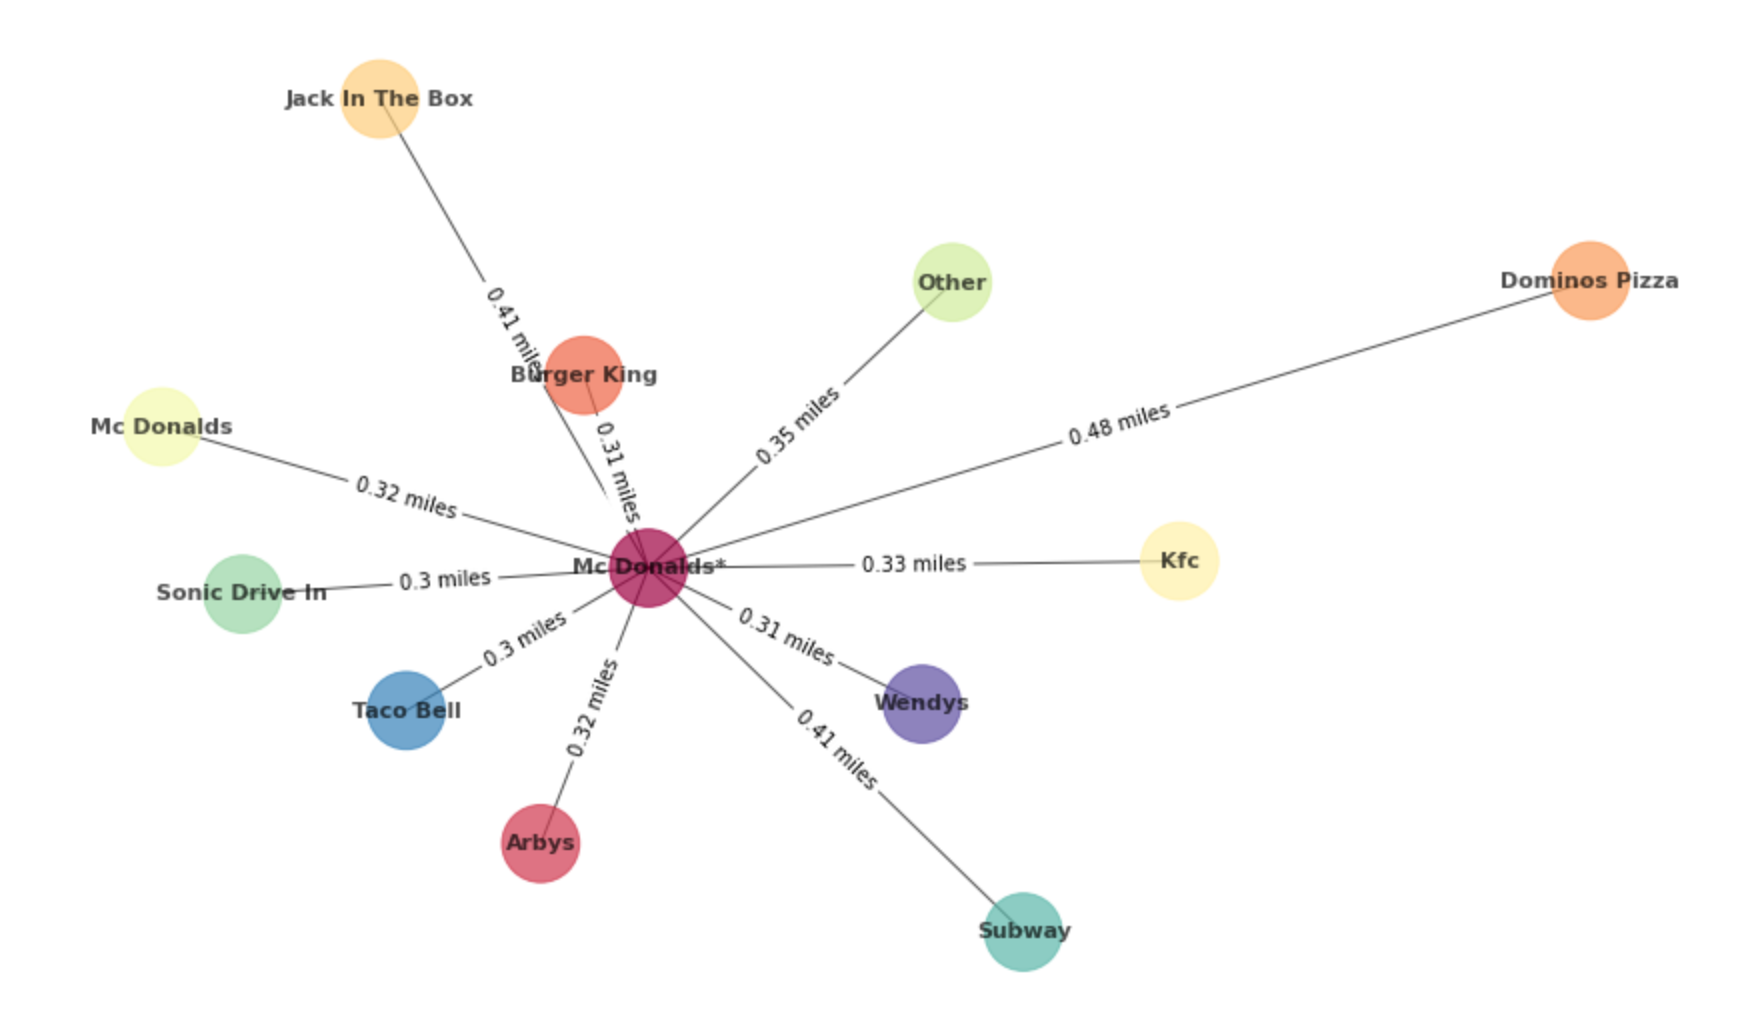 Jack In The Box
Other
Dominos Pizza
0.41 miles
Burger King
0.35 miles
0.48 miles
Mc Donalds
0.31 miles
0.32 miles
Mc Donalds*
0.33 miles
Kfc
Sonic Drive In
0.3 miles
0.3 miles
0.31 miles
Taco Bell
0.32 miles
Wendys
0.41 miles
Arbys
Subway